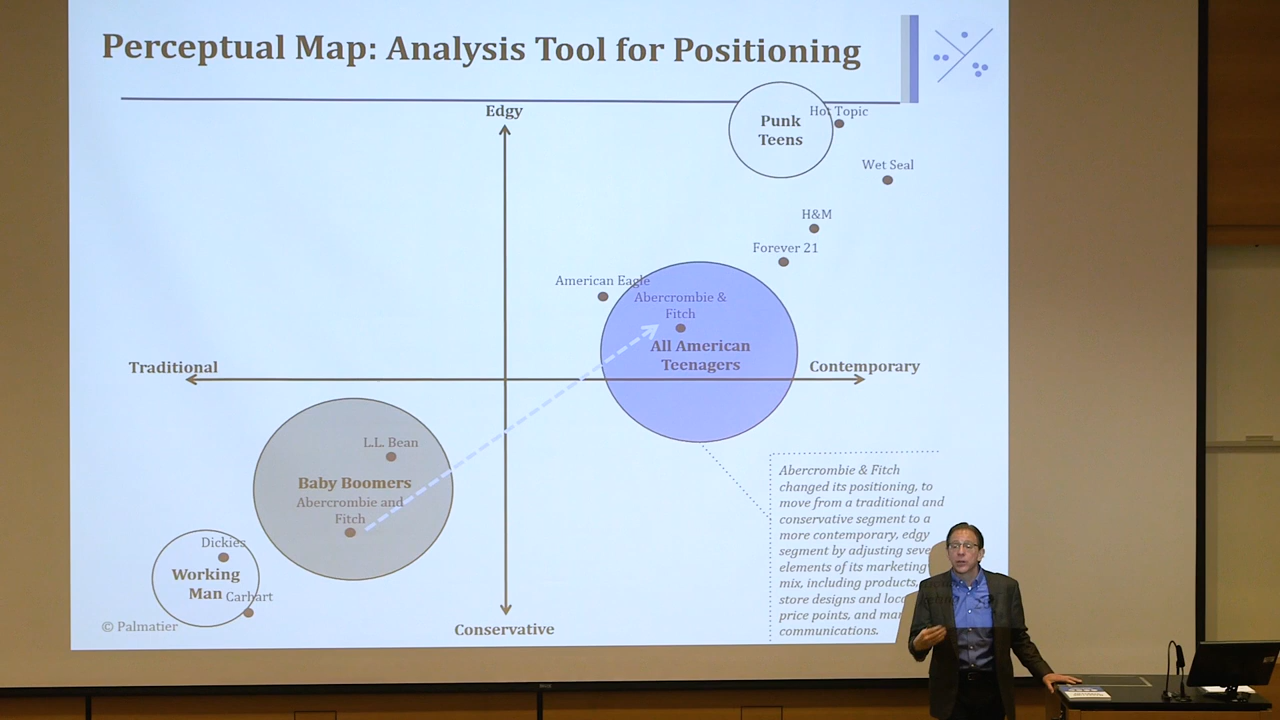 Perceptual Map: Analysis Tool for Positioning
Edgy
Punk
Teens
Hot Topic
Wet Seal
H&M
Forever 21
American Eagle
Abercrombie &
Fitch
All American
Teenagers
Traditional
Contemporary
L.L. Bean
Baby Boomers
Abercrombie and
Fitch
Dickies
Working
Man
Carhart
Conservative
© Palmatier
Abercrombie & Fitch
changed its positioning, to
move from a traditional and
conservative segment to a
more contemporary, edgy
segment by adjusting
elements of its marketing
mix, including products,
store designs and
price points, and
communications.